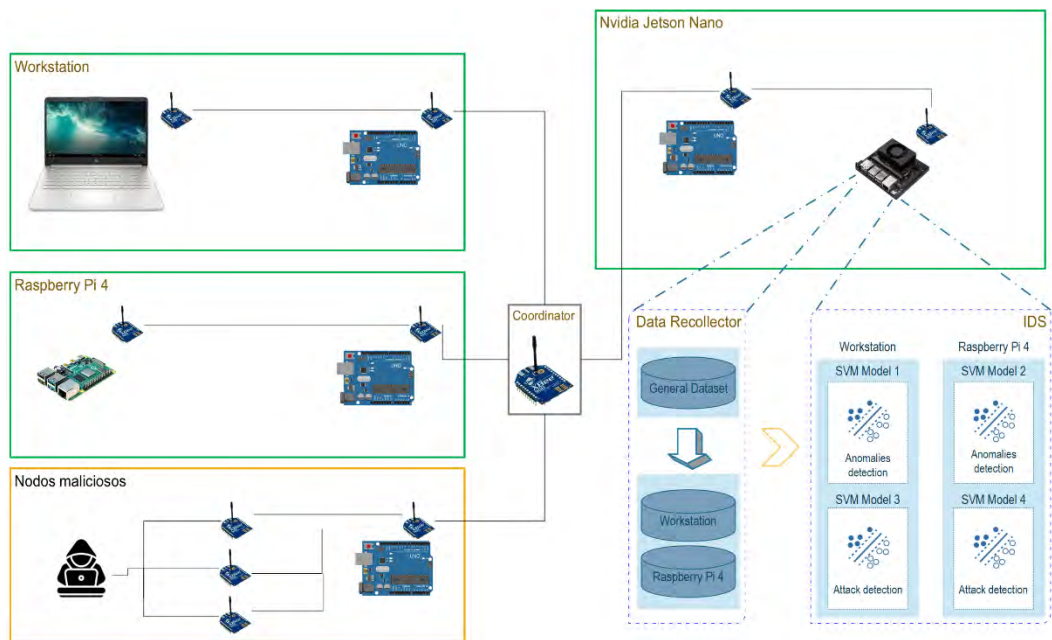 Nvidia Jetson Nano
Workstation
Raspberry Pi 4
Coordinator
Nodos maliciosos
Data Recollector
General Dataset
Workstation
Raspberry Pi 4
IDS
Workstation
Raspberry Pi 4
SVM Model 1
Anomalies
detection
SVM Model 2
Anomalies
detection
SVM Model 3
Attack detection
SVM Model 4
Attack detection